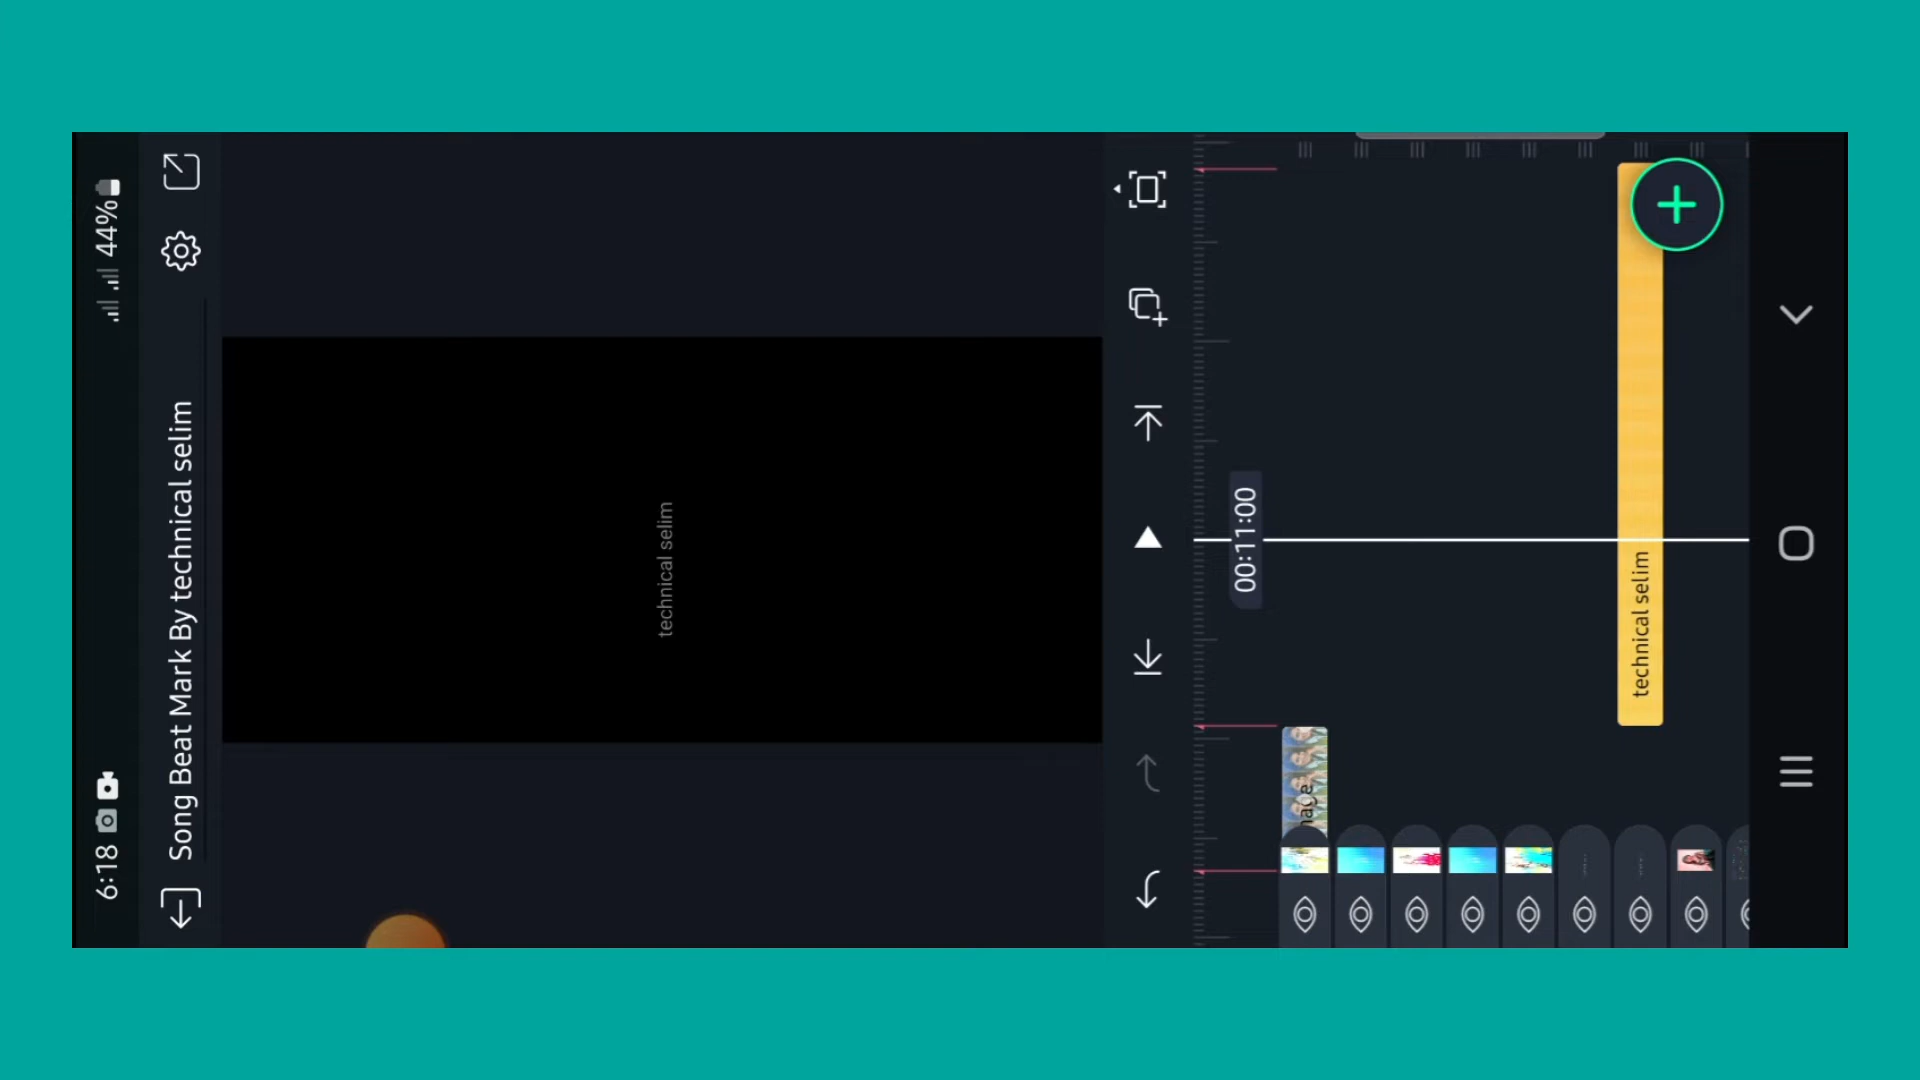 6:18
44%
Song Beat Mark By technical selim
technical selim
00:11:00
technical selim